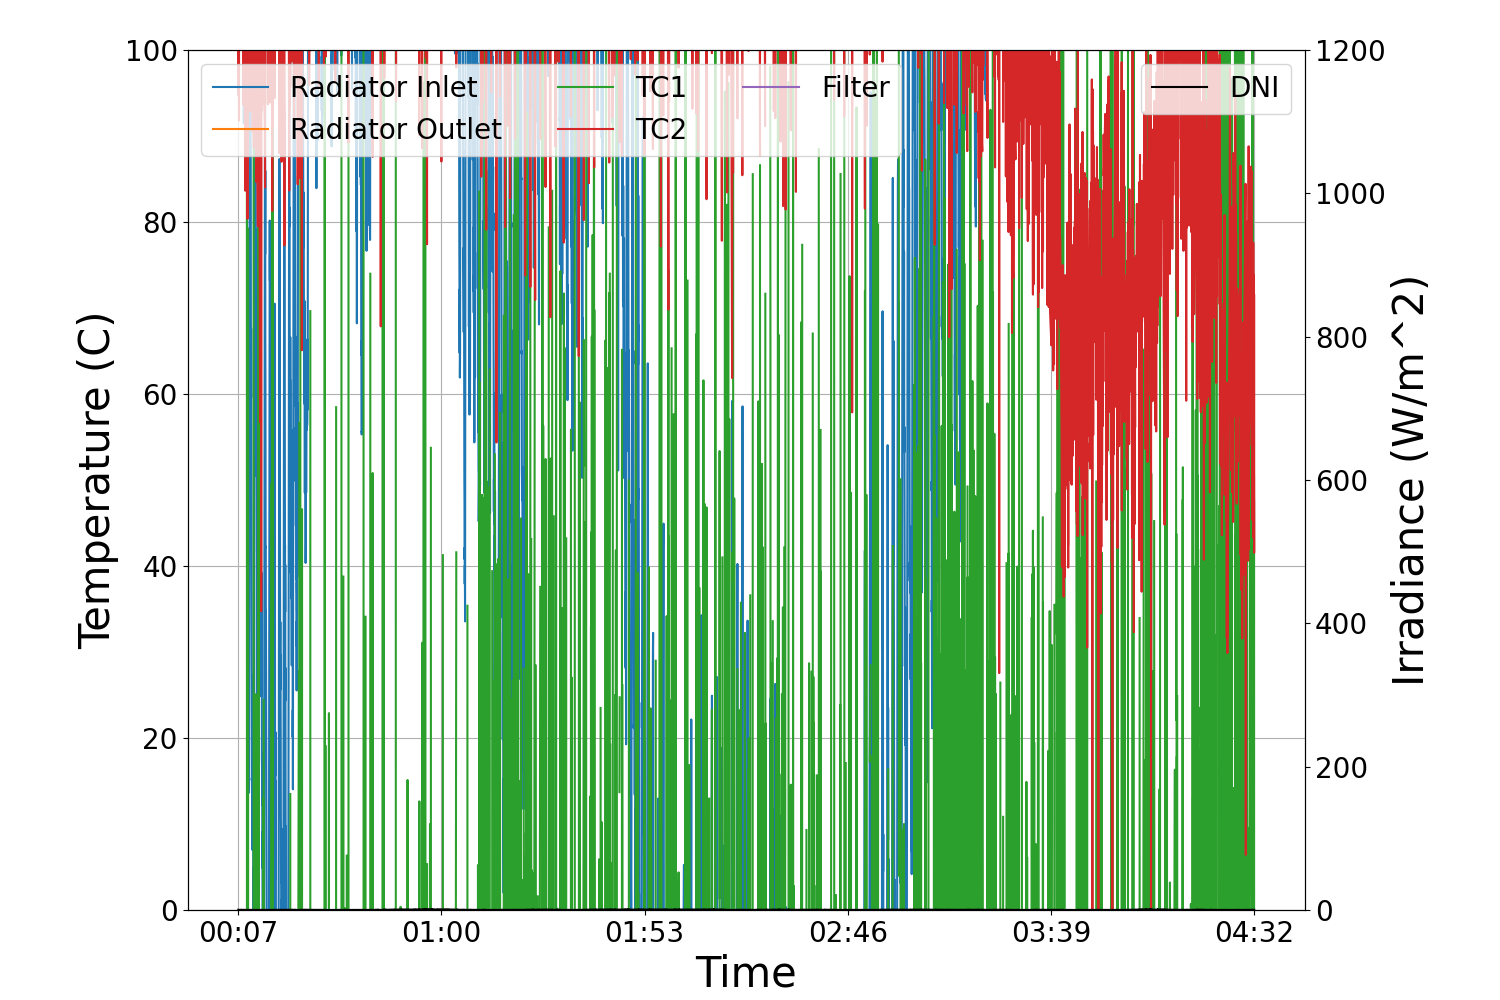 100
80
60
40
20
0
Temperature (C)
Radiator Inlet
Radiator Outlet
TC1
TC2
Filter
DNI
1200
1000
800
600
400
200
0
Irradiance (W/m^2)
00:07
01:00
01:53
02:46
03:39
04:32
Time